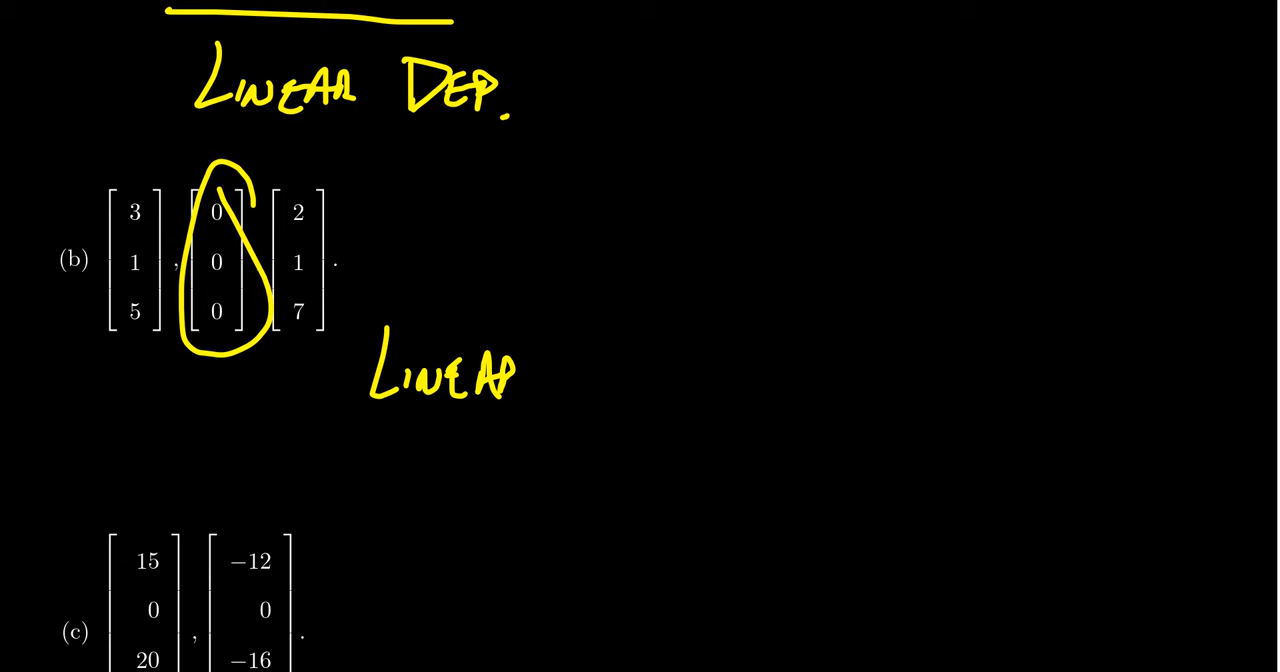 LINEAR DEP.
(b) [3 1 5], [0 0 0] [2 1 7].
LINEAR
(c) [15 0 20], [−12 0 −16].